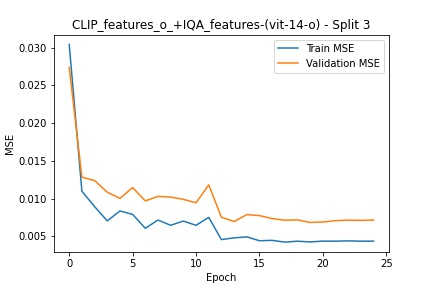 CLIP_features_o_+IQA_features-(vit-14-o) - Split 3
Train MSE
Validation MSE
0.030
0.025
0.020
0.015
0.010
0.005
MSE
0 5 10 15 20 25
Epoch